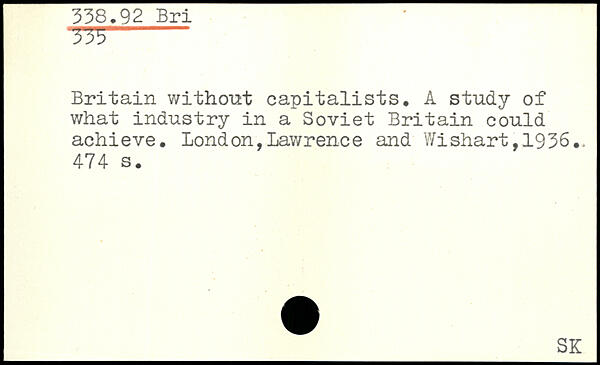 338.92 Bri
335
Britain without capitalists. A study of
what industry in a Soviet Britain could
achieve. London,Lawrence and Wishart,1936.
474 s.
SK